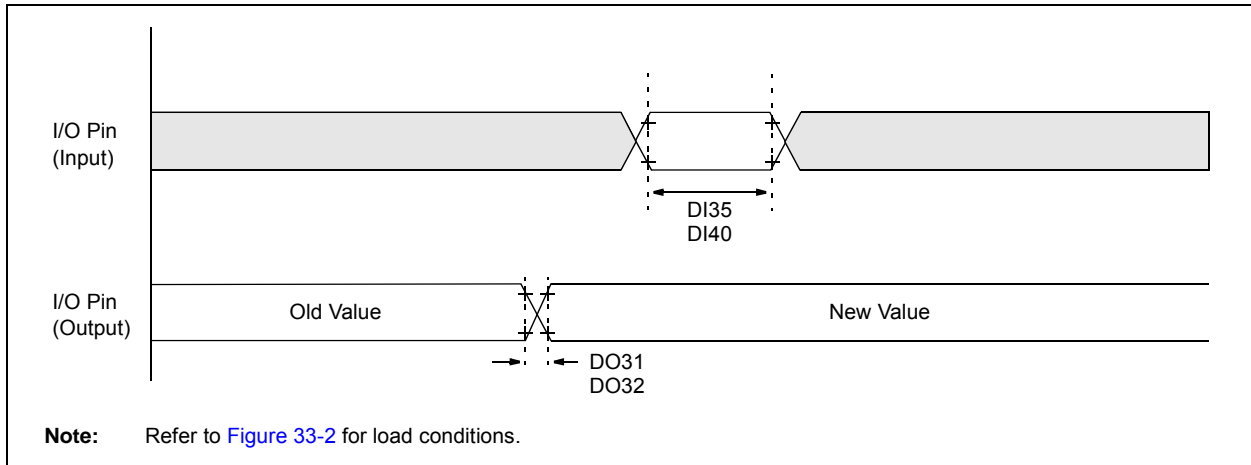 I/O Pin
(Input)
DI35
DI40
I/O Pin
(Output)
Old Value
New Value
DO31
DO32
Note: Refer to Figure 33-2 for load conditions.